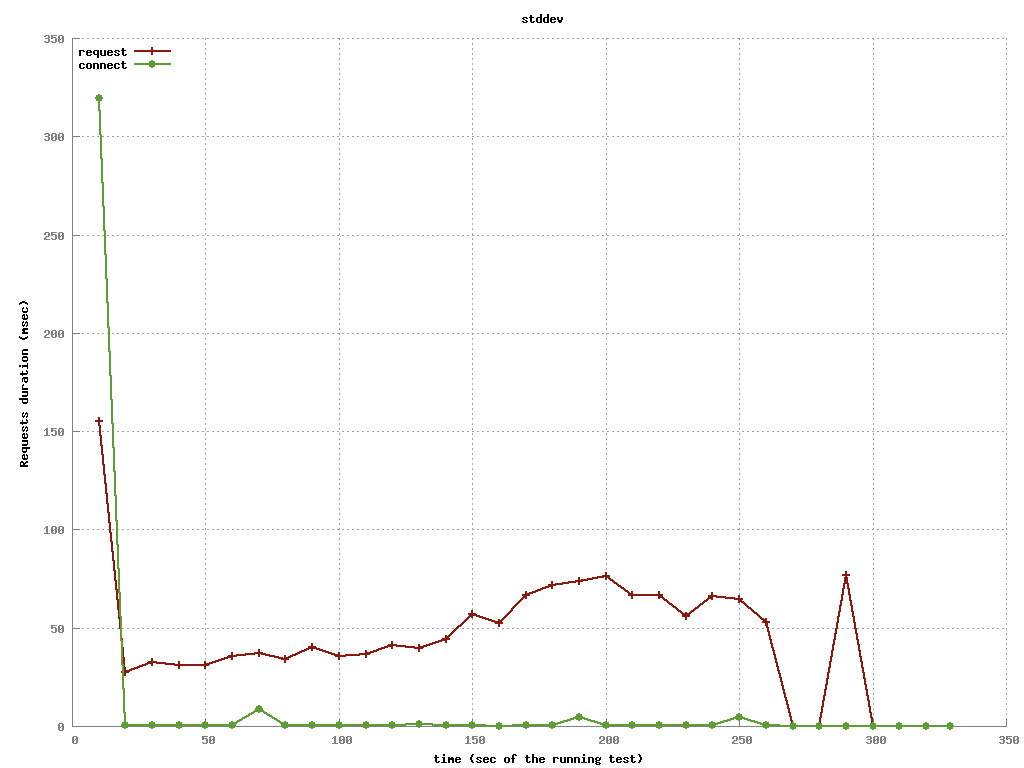 stddev
350
request
connect
300
250
200
150
100
50
0
Requests duration (msec)
0 50 100 150 200 250 300 350
time (sec of the running test)